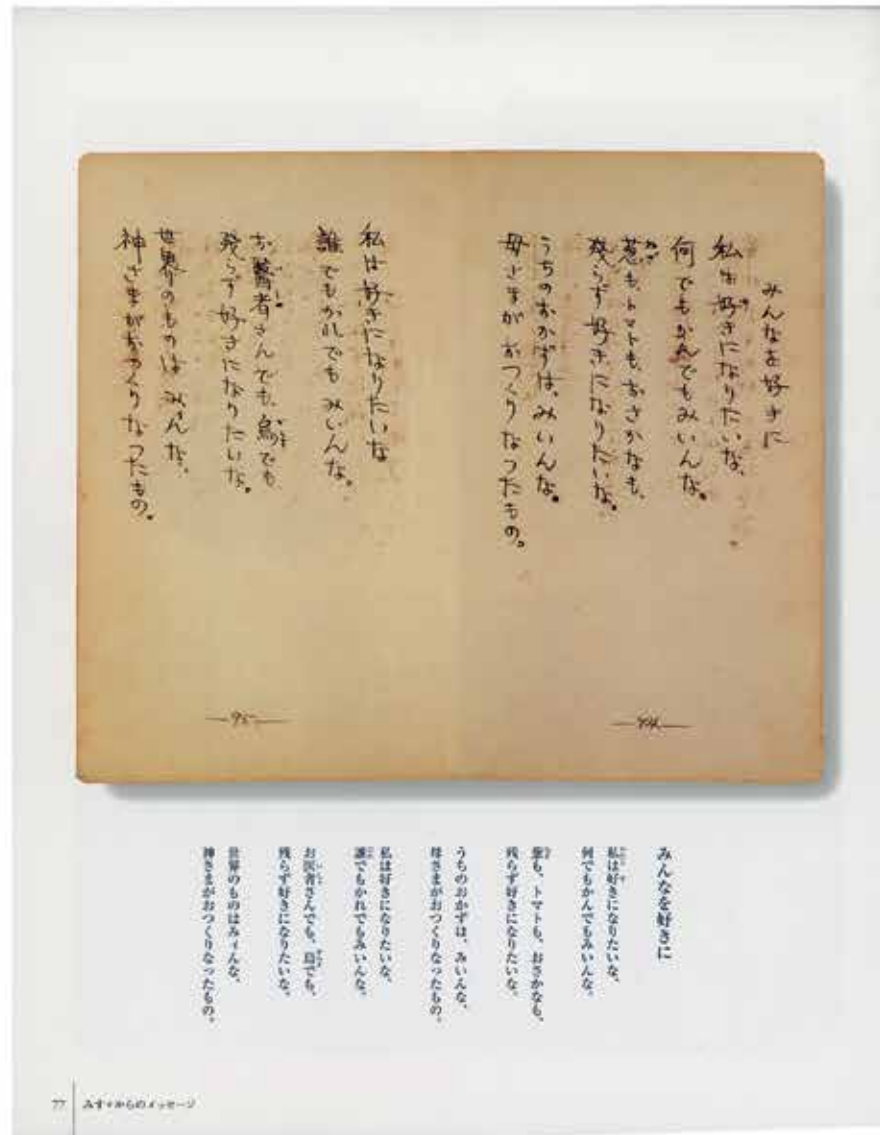 みんなを好きに
私は好きになりたいな、
何でもかんでもみいんな。
葱も、トマトも、おさかなも、
残らず好きになりたいな。
うちのおかずは、みいんな。
母さまがおつくりなつたもの。
―94―
私は好きになりたいな
誰でもかれでもみいんな。
お醫者さんでも、烏でも
残らず好きになりたいな。
世界のものはみィんな、
神さまがおつくりなつたもの。
―95―
みんなを好きに
私は好きになりたいな、
何でもかんでもみいんな。
葱も、トマトも、おさかなも、
残らず好きになりたいな。
うちのおかずは、みいんな、
母さまがおつくりなったもの。
私は好きになりたいな、
誰でもかれでもみいんな。
お医者さんでも、烏でも、
残らず好きになりたいな。
世界のものはみィんな、
神さまがおつくりなったもの。
77 みすゞからのメッセージ